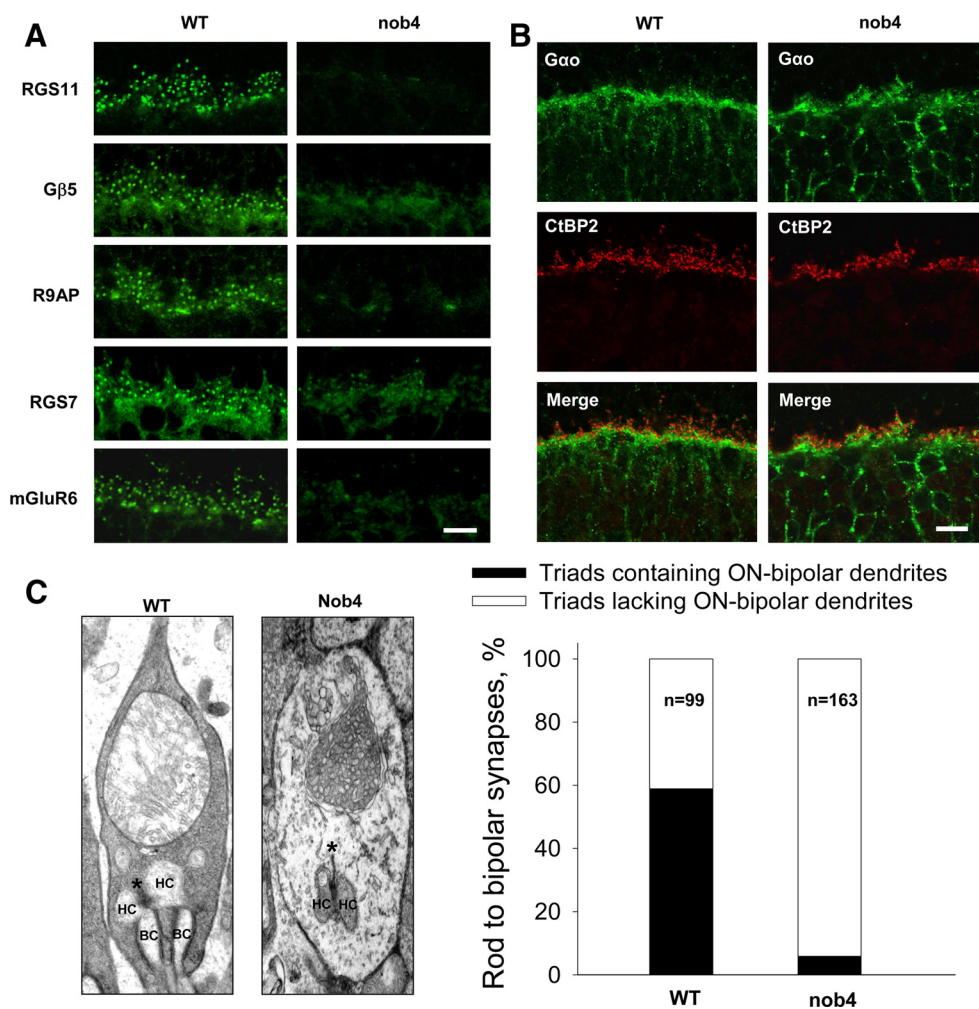 A
WT
nob4
RGS11
Gβ5
R9AP
RGS7
mGluR6
B
WT
nob4
Gαo
Gαo
CtBP2
CtBP2
Merge
Merge
C
WT
Nob4
*
HC
HC
BC
BC
*
HC
HC
Triads containing ON-bipolar dendrites
Triads lacking ON-bipolar dendrites
Rod to bipolar synapses, %
100
80
60
40
20
0
n=99
n=163
WT
nob4